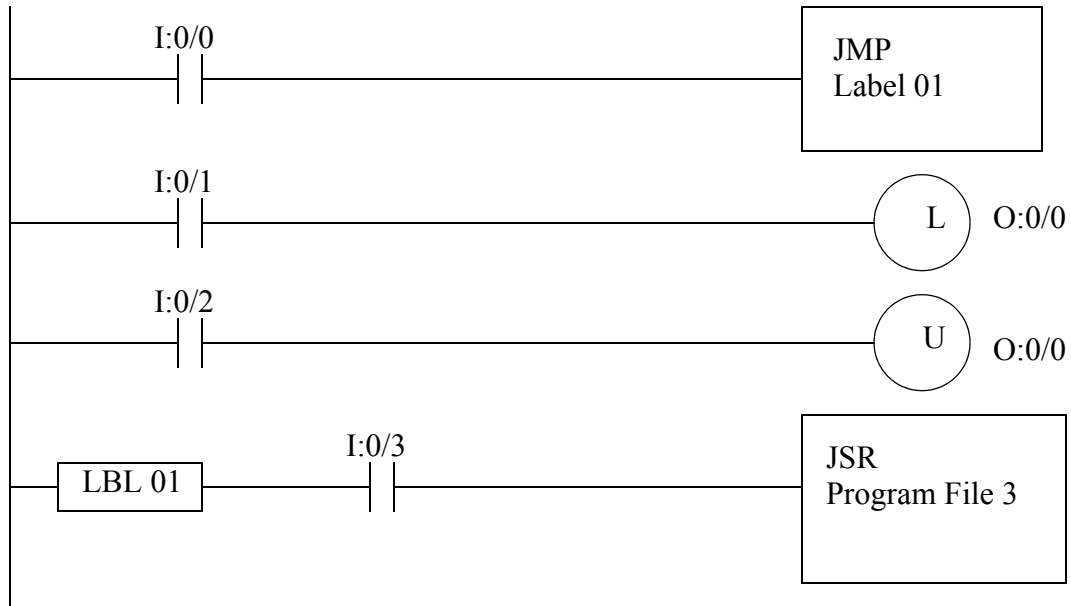 I:0/0
JMP
Label 01
I:0/1
L
O:0/0
I:0/2
U
O:0/0
LBL 01
I:0/3
JSR
Program File 3